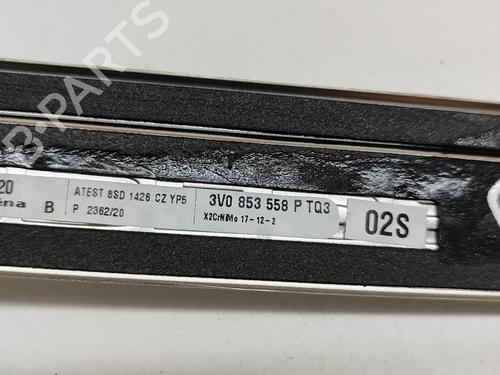 B-PARTS
20
ATEST 8SD 1426 CZ YP5
3V0 853 558 P TQ3
éna B
P 2362/20
X2CrNiMo 17-12-2
02S